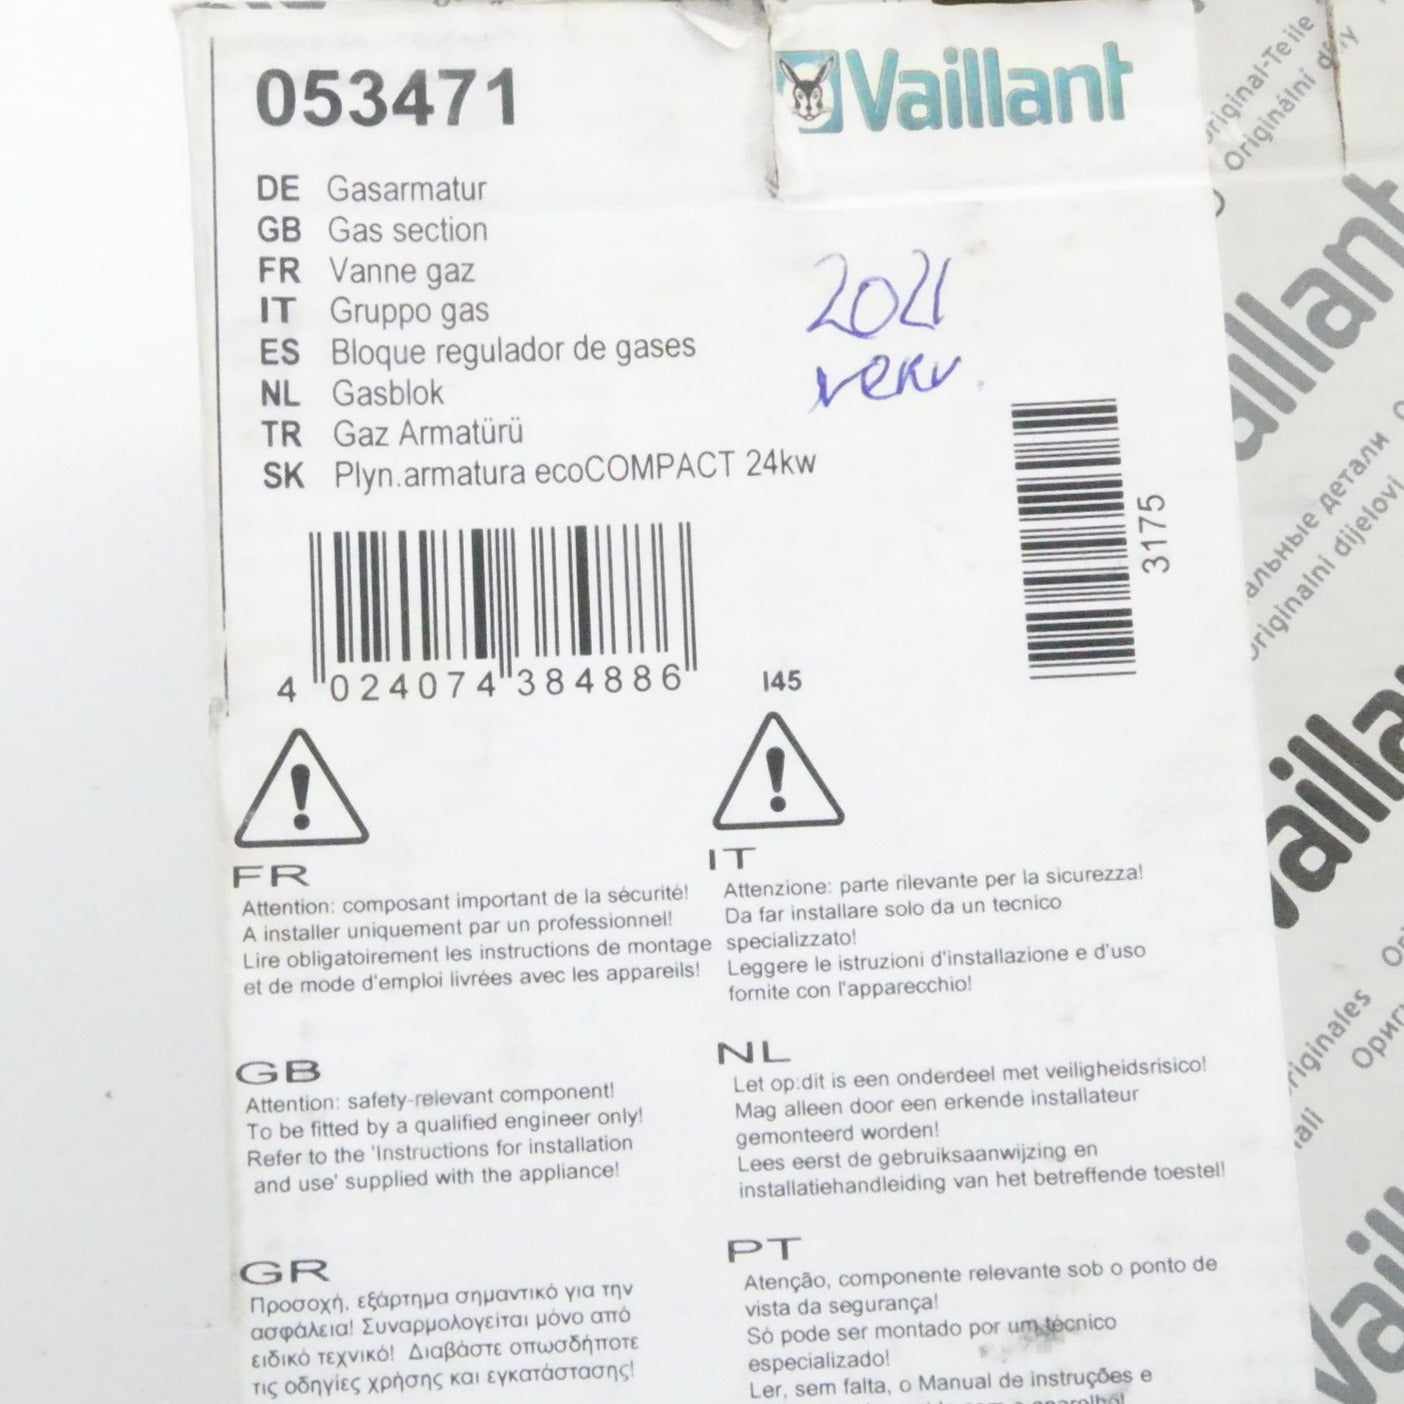 053471
Vaillant
DE Gasarmatur
GB Gas section
FR Vanne gaz
IT Gruppo gas
ES Bloque regulador de gases
NL Gasblok
TR Gaz Armatürü
SK Plyn.armatura ecoCOMPACT 24kw
2021
3175
4 024074 384886
I45
FR
Attention: composant important de la sécurité!
A installer uniquement par un professionnel!
Lire obligatoirement les instructions de montage
et de mode d'emploi livrées avec les appareils!
IT
Attenzione: parte rilevante per la sicurezza!
Da far installare solo da un tecnico
specializzato!
Leggere le istruzioni d'installazione e d'uso
fornite con l'apparecchio!
GB
Attention: safety-relevant component!
To be fitted by a qualified engineer only!
Refer to the 'Instructions for installation
and use' supplied with the appliance!
NL
Let op:dit is een onderdeel met veiligheidsrisico!
Mag alleen door een erkende installateur
gemonteerd worden!
Lees eerst de gebruiksaanwijzing en
installatiehandleiding van het betreffende toestel!
GR
Προσοχή, εξάρτημα σημαντικό για την
ασφάλεια! Συναρμολογείται μόνο από
ειδικό τεχνικό! Διαβάστε οπωσδήποτε
τις οδηγίες χρήσης και εγκατάστασης!
PT
Atenção, componente relevante sob o ponto de
vista da segurança!
Só pode ser montado por um técnico
especializado!
Ler, sem falta, o Manual de instruções e
Original-Teile
Originální díly
Vaillant
Originalni dijelovi
Vaillant